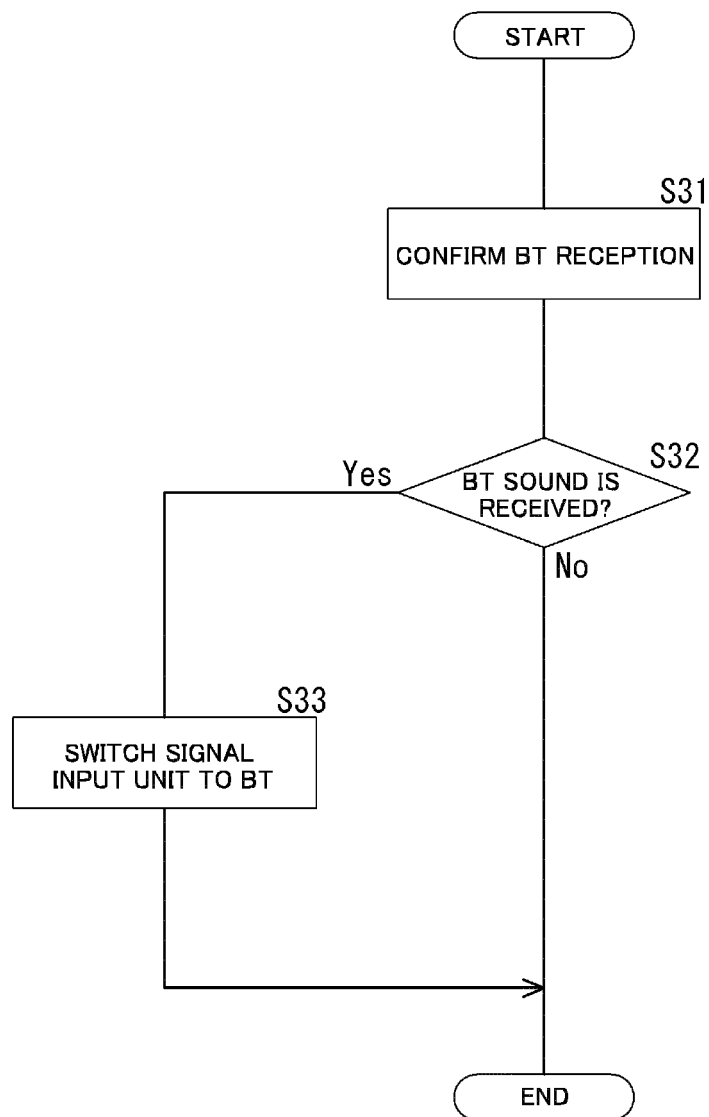 START
S31
CONFIRM BT RECEPTION
S32
BT SOUND IS
RECEIVED?
Yes
No
S33
SWITCH SIGNAL
INPUT UNIT TO BT
END